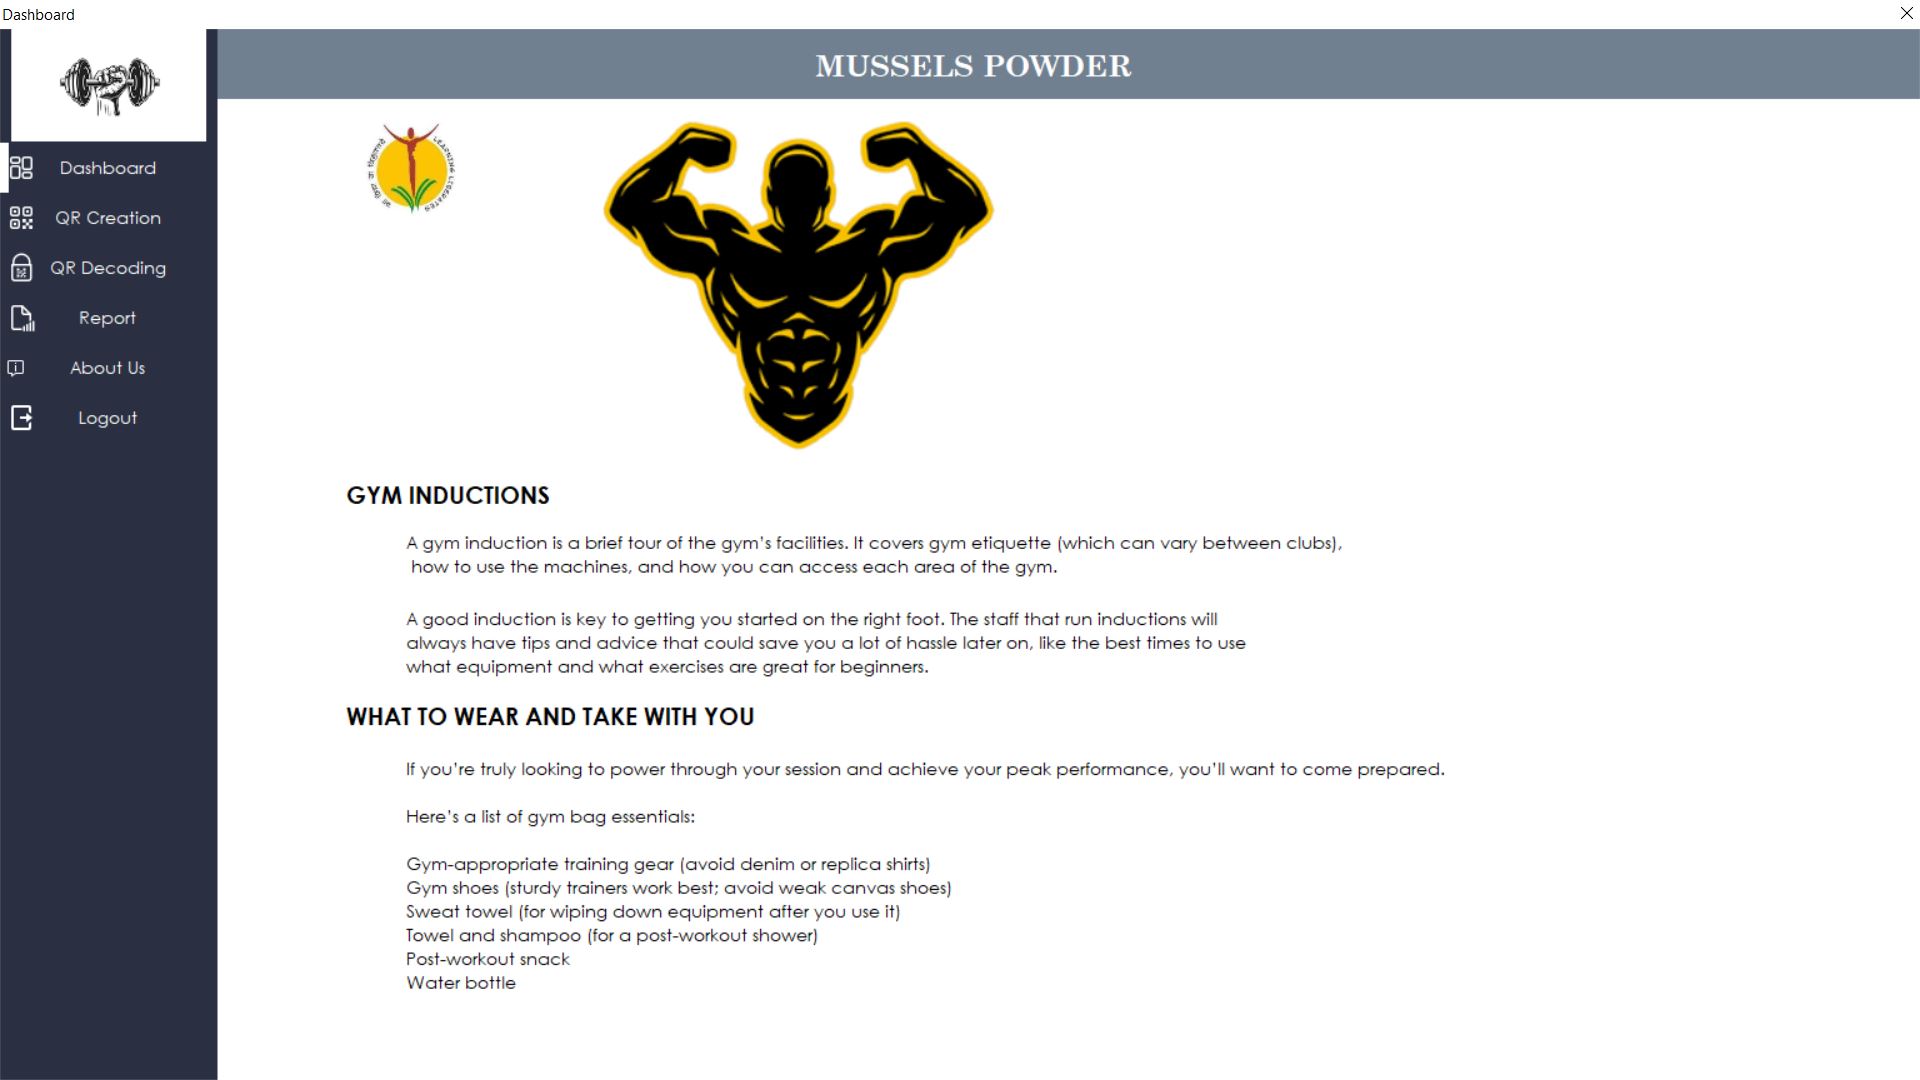 Dashboard
MUSSELS POWDER
Dashboard
QR Creation
QR Decoding
Report
About Us
Logout
LEARNING LIBERATES
GYM INDUCTIONS
A gym induction is a brief tour of the gym's facilities. It covers gym etiquette (which can vary between clubs),
how to use the machines, and how you can access each area of the gym.
A good induction is key to getting you started on the right foot. The staff that run inductions will
always have tips and advice that could save you a lot of hassle later on, like the best times to use
what equipment and what exercises are great for beginners.
WHAT TO WEAR AND TAKE WITH YOU
If you're truly looking to power through your session and achieve your peak performance, you'll want to come prepared.
Here's a list of gym bag essentials:
Gym-appropriate training gear (avoid denim or replica shirts)
Gym shoes (sturdy trainers work best; avoid weak canvas shoes)
Sweat towel (for wiping down equipment after you use it)
Towel and shampoo (for a post-workout shower)
Post-workout snack
Water bottle